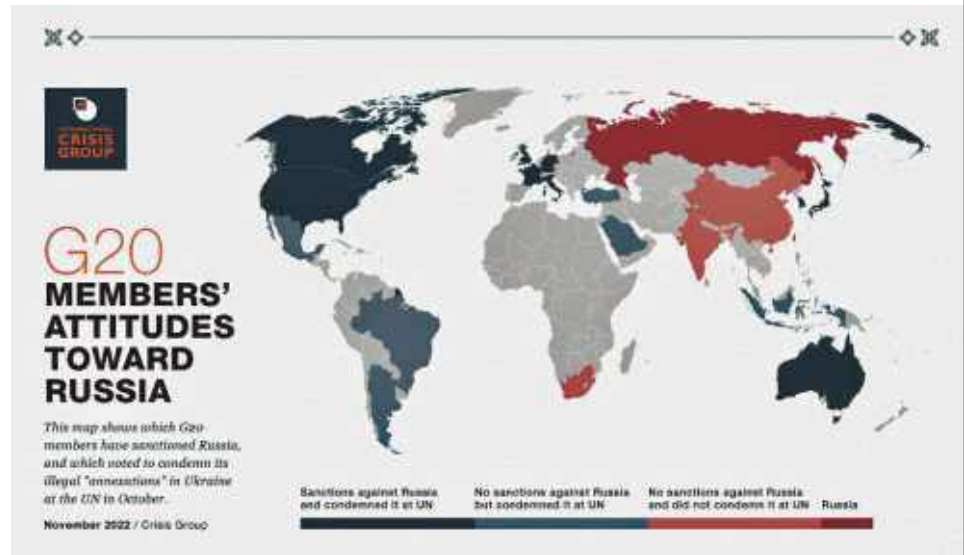 INTERNATIONAL
CRISIS
GROUP
G20
MEMBERS'
ATTITUDES
TOWARD
RUSSIA
This map shows which G20
members have sanctioned Russia,
and which voted to condemn its
illegal "annexations" in Ukraine
at the UN in October.
November 2022 / Crisis Group
Sanctions against Russia
and condemned it at UN
No sanctions against Russia
but condemned it at UN
No sanctions against Russia
and did not condemn it at UN
Russia